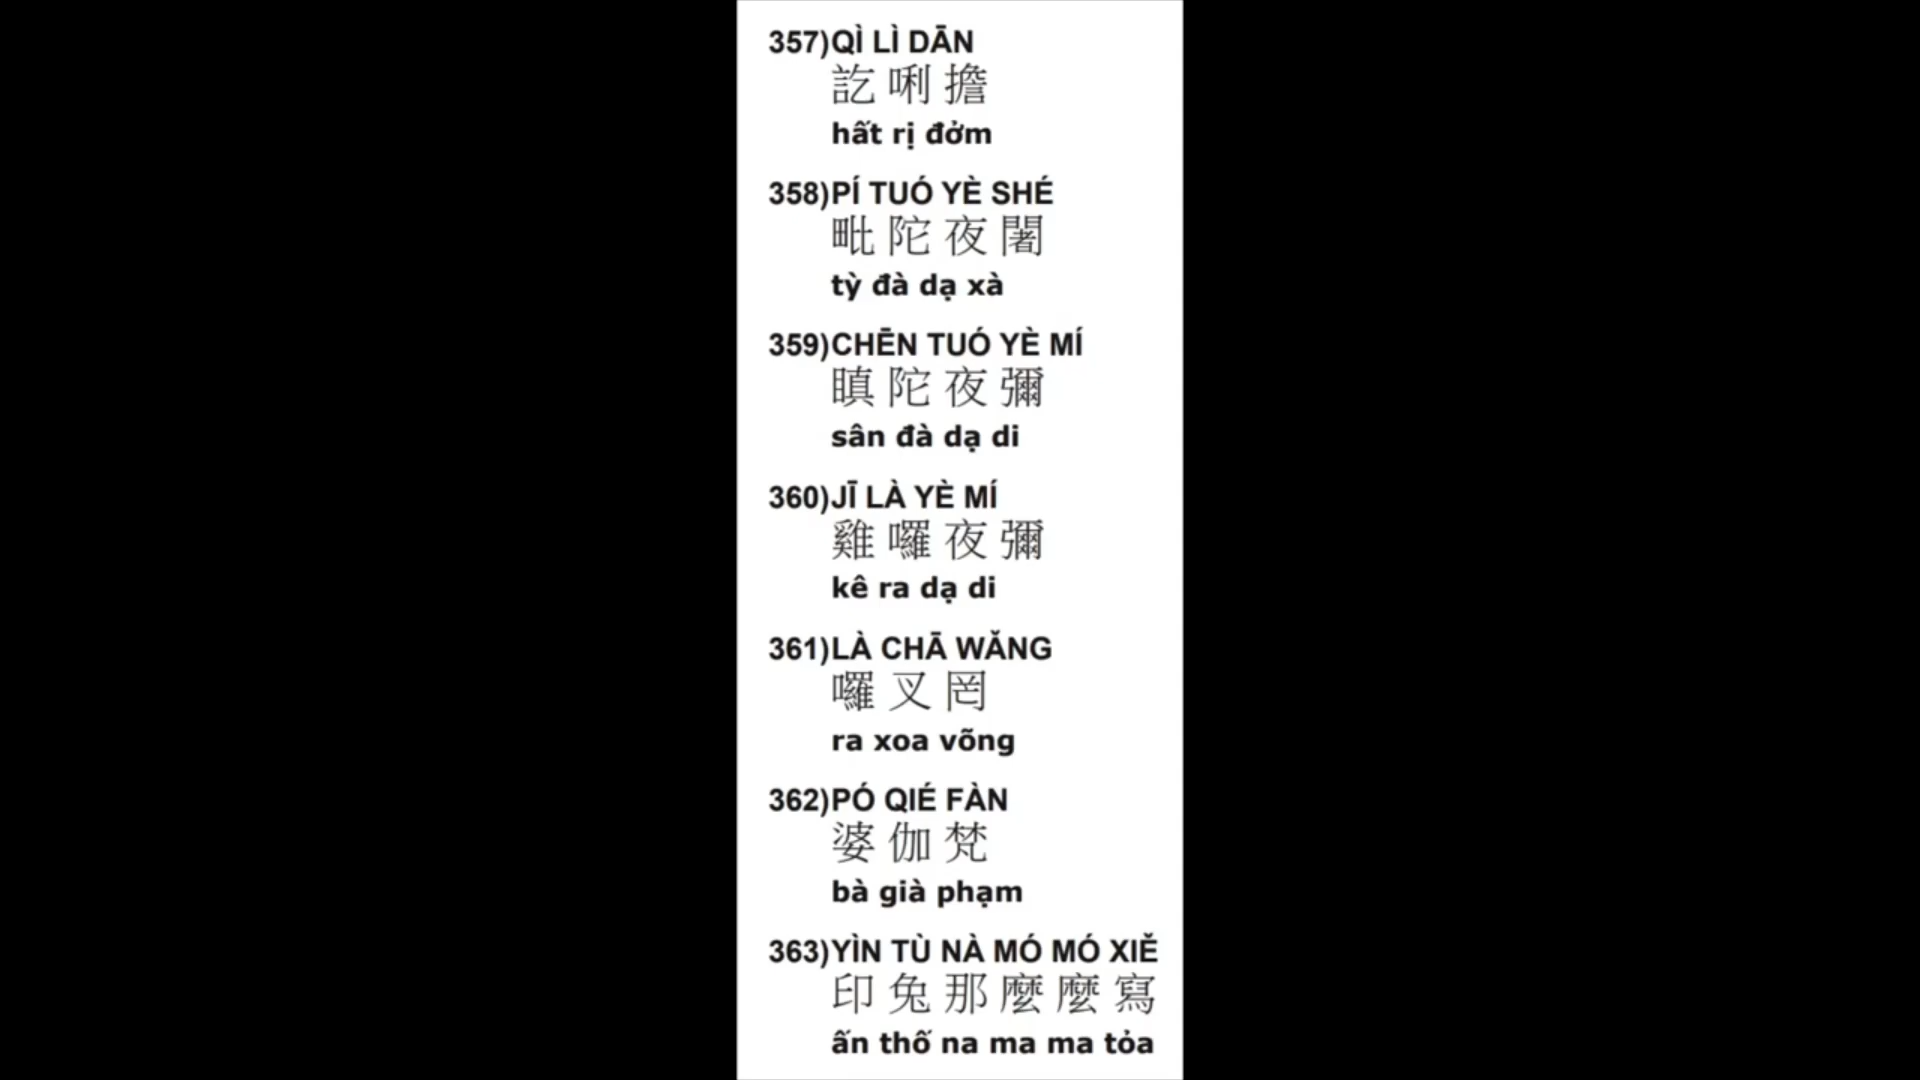 357)QÌ LÌ DĀN
訖 唎 擔
hất rị đởm
358)PÍ TUÓ YÈ SHÉ
毗 陀 夜 闍
tỳ đà dạ xà
359)CHĒN TUÓ YÈ MÍ
瞋 陀 夜 彌
sân đà dạ di
360)JĪ LÀ YÈ MÍ
雞 囉 夜 彌
kê ra dạ di
361)LÀ CHĀ WǍNG
囉 叉 罔
ra xoa võng
362)PÓ QIÉ FÀN
婆 伽 梵
bà già phạm
363)YÌN TÙ NÀ MÓ MÓ XIĚ
印 兔 那 麼 麼 寫
ấn thố na ma ma tỏa